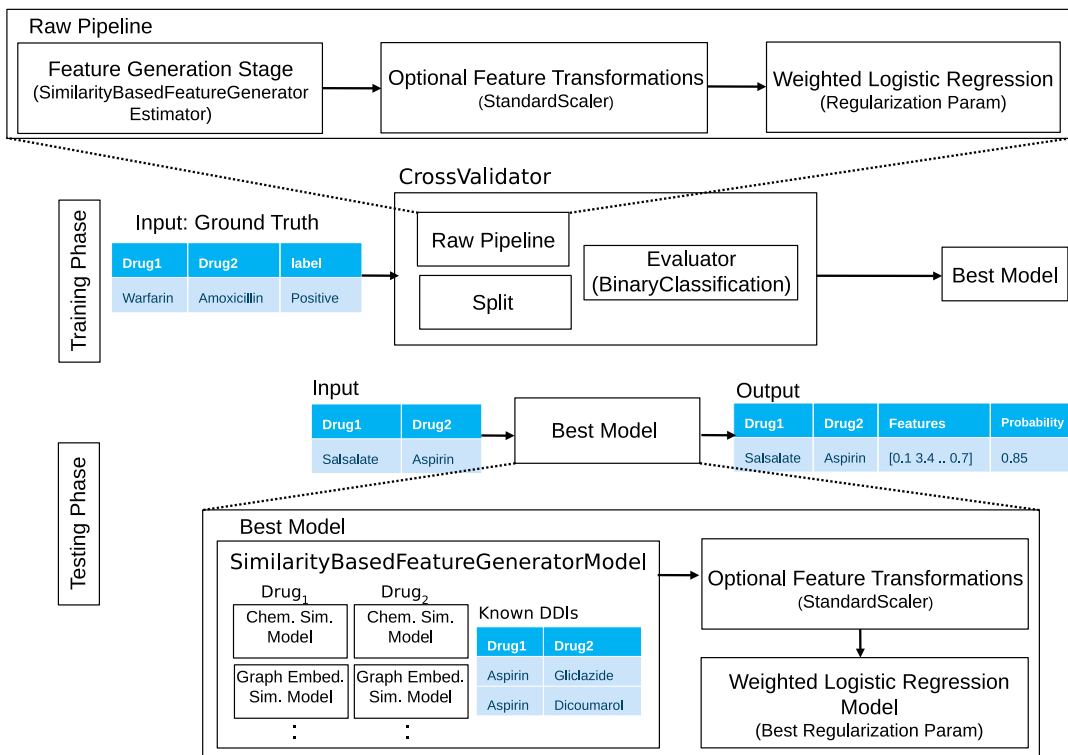 Raw Pipeline
Feature Generation Stage
(SimilarityBasedFeatureGenerator
Estimator)
Optional Feature Transformations
(StandardScaler)
Weighted Logistic Regression
(Regularization Param)
Training Phase
Input: Ground Truth
Drug1 Drug2 label
Warfarin Amoxicillin Positive
CrossValidator
Raw Pipeline
Split
Evaluator
(BinaryClassification)
Best Model
Testing Phase
Input
Drug1 Drug2
Salsalate Aspirin
Best Model
Output
Drug1 Drug2 Features Probability
Salsalate Aspirin [0.1 3.4 .. 0.7] 0.85
Best Model
SimilarityBasedFeatureGeneratorModel
Drug1 Drug2
Chem. Sim.
Model
Chem. Sim.
Model
Graph Embed.
Sim. Model
Graph Embed.
Sim. Model
: :
Known DDIs
Drug1 Drug2
Aspirin Gliclazide
Aspirin Dicoumarol
Optional Feature Transformations
(StandardScaler)
Weighted Logistic Regression
Model
(Best Regularization Param)